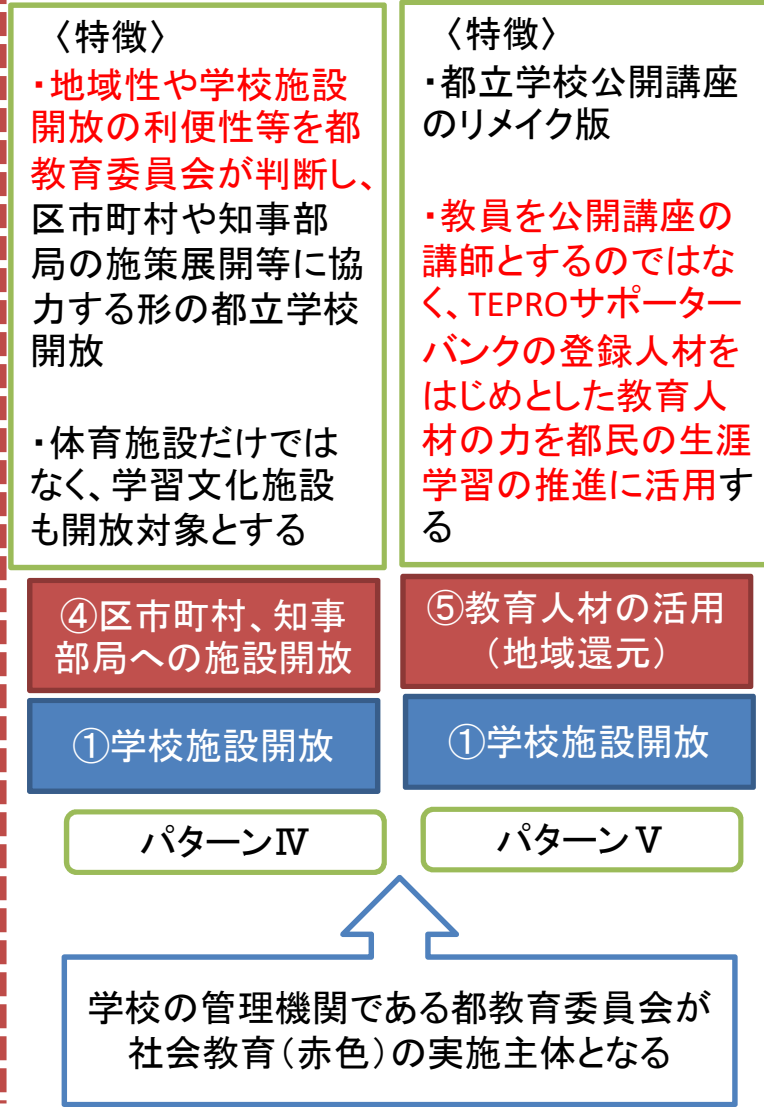 〈特徴〉
・地域性や学校施設
開放の利便性等を都
教育委員会が判断し、
区市町村や知事部
局の施策展開等に協
力する形の都立学校
開放
・体育施設だけでは
なく、学習文化施設
も開放対象とする
④区市町村、知事
部局への施設開放
①学校施設開放
パターンⅣ
〈特徴〉
・都立学校公開講座
のリメイク版
・教員を公開講座の
講師とするのではな
く、TEPROサポーター
バンクの登録人材を
はじめとした教育人
材の力を都民の生涯
学習の推進に活用す
る
⑤教育人材の活用
（地域還元）
①学校施設開放
パターンⅤ
学校の管理機関である都教育委員会が
社会教育（赤色）の実施主体となる